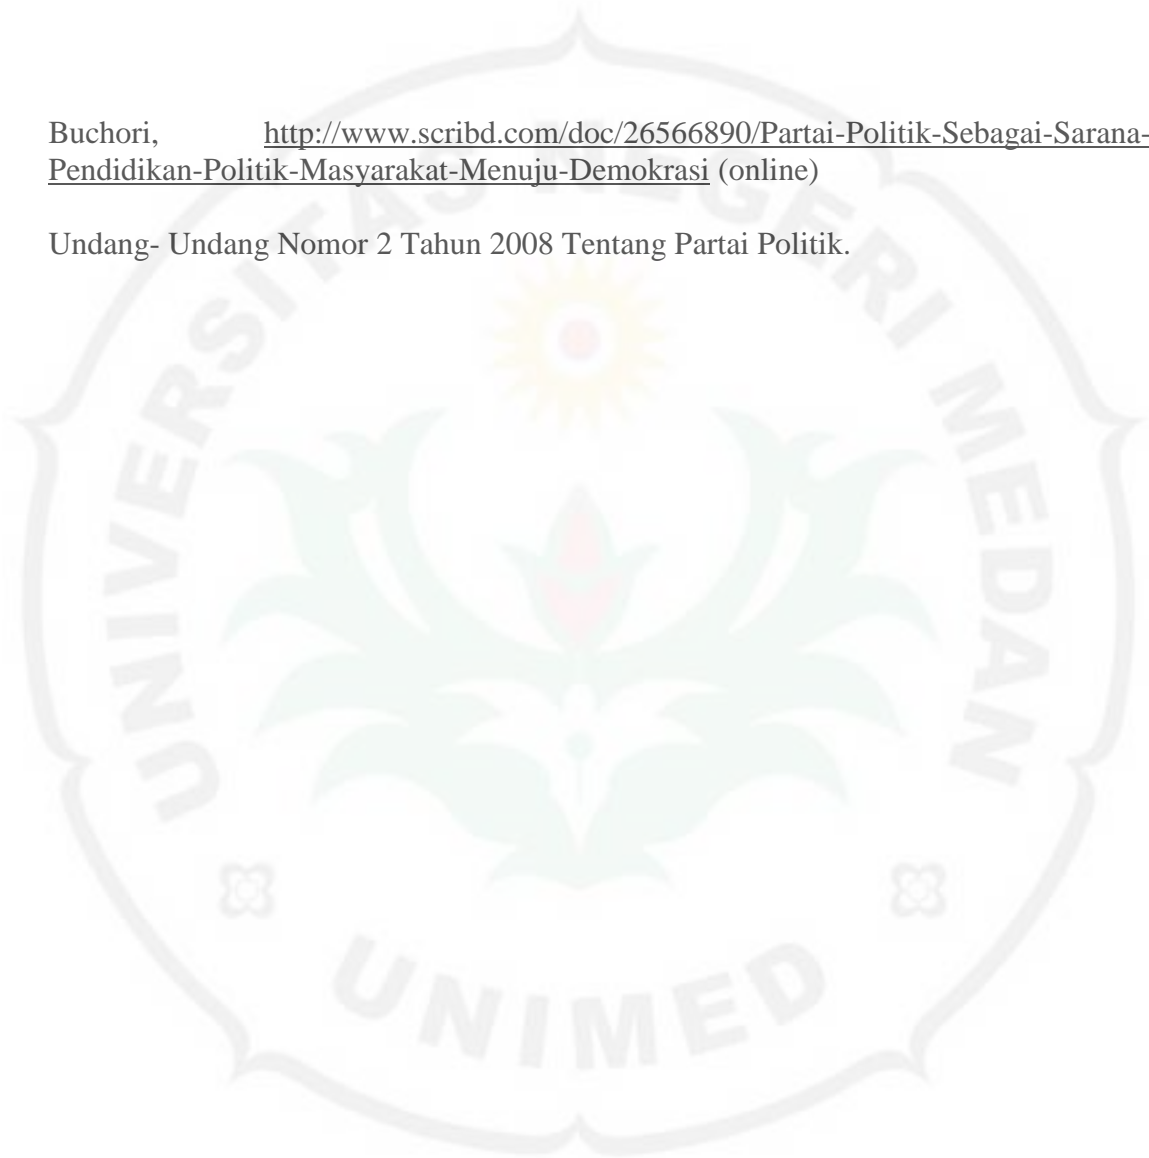 Buchori, http://www.scribd.com/doc/26566890/Partai-Politik-Sebagai-Sarana-
Pendidikan-Politik-Masyarakat-Menuju-Demokrasi (online)
Undang- Undang Nomor 2 Tahun 2008 Tentang Partai Politik.
UNIVERSITAS NEGERI MEDAN
UNIMED